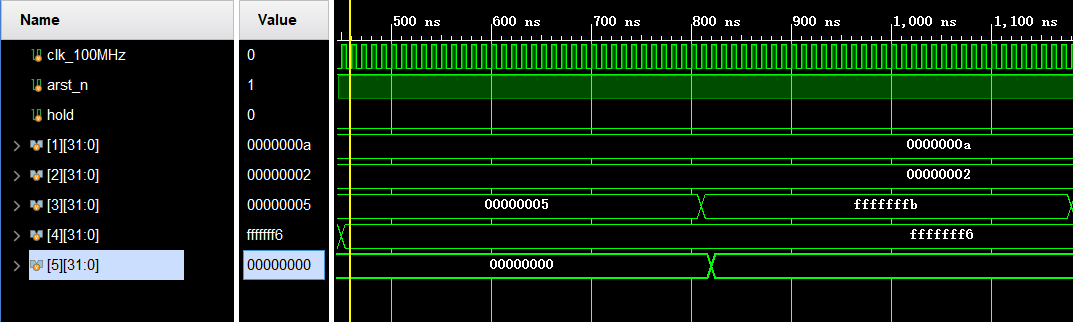 Name Value 500 ns 600 ns 700 ns 800 ns 900 ns 1,000 ns 1,100 ns
clk_100MHz 0
arst_n 1
hold 0
[1][31:0] 0000000a 0000000a
[2][31:0] 00000002 00000002
[3][31:0] 00000005 00000005 fffffffb
[4][31:0] fffffff6 fffffff6
[5][31:0] 00000000 00000000